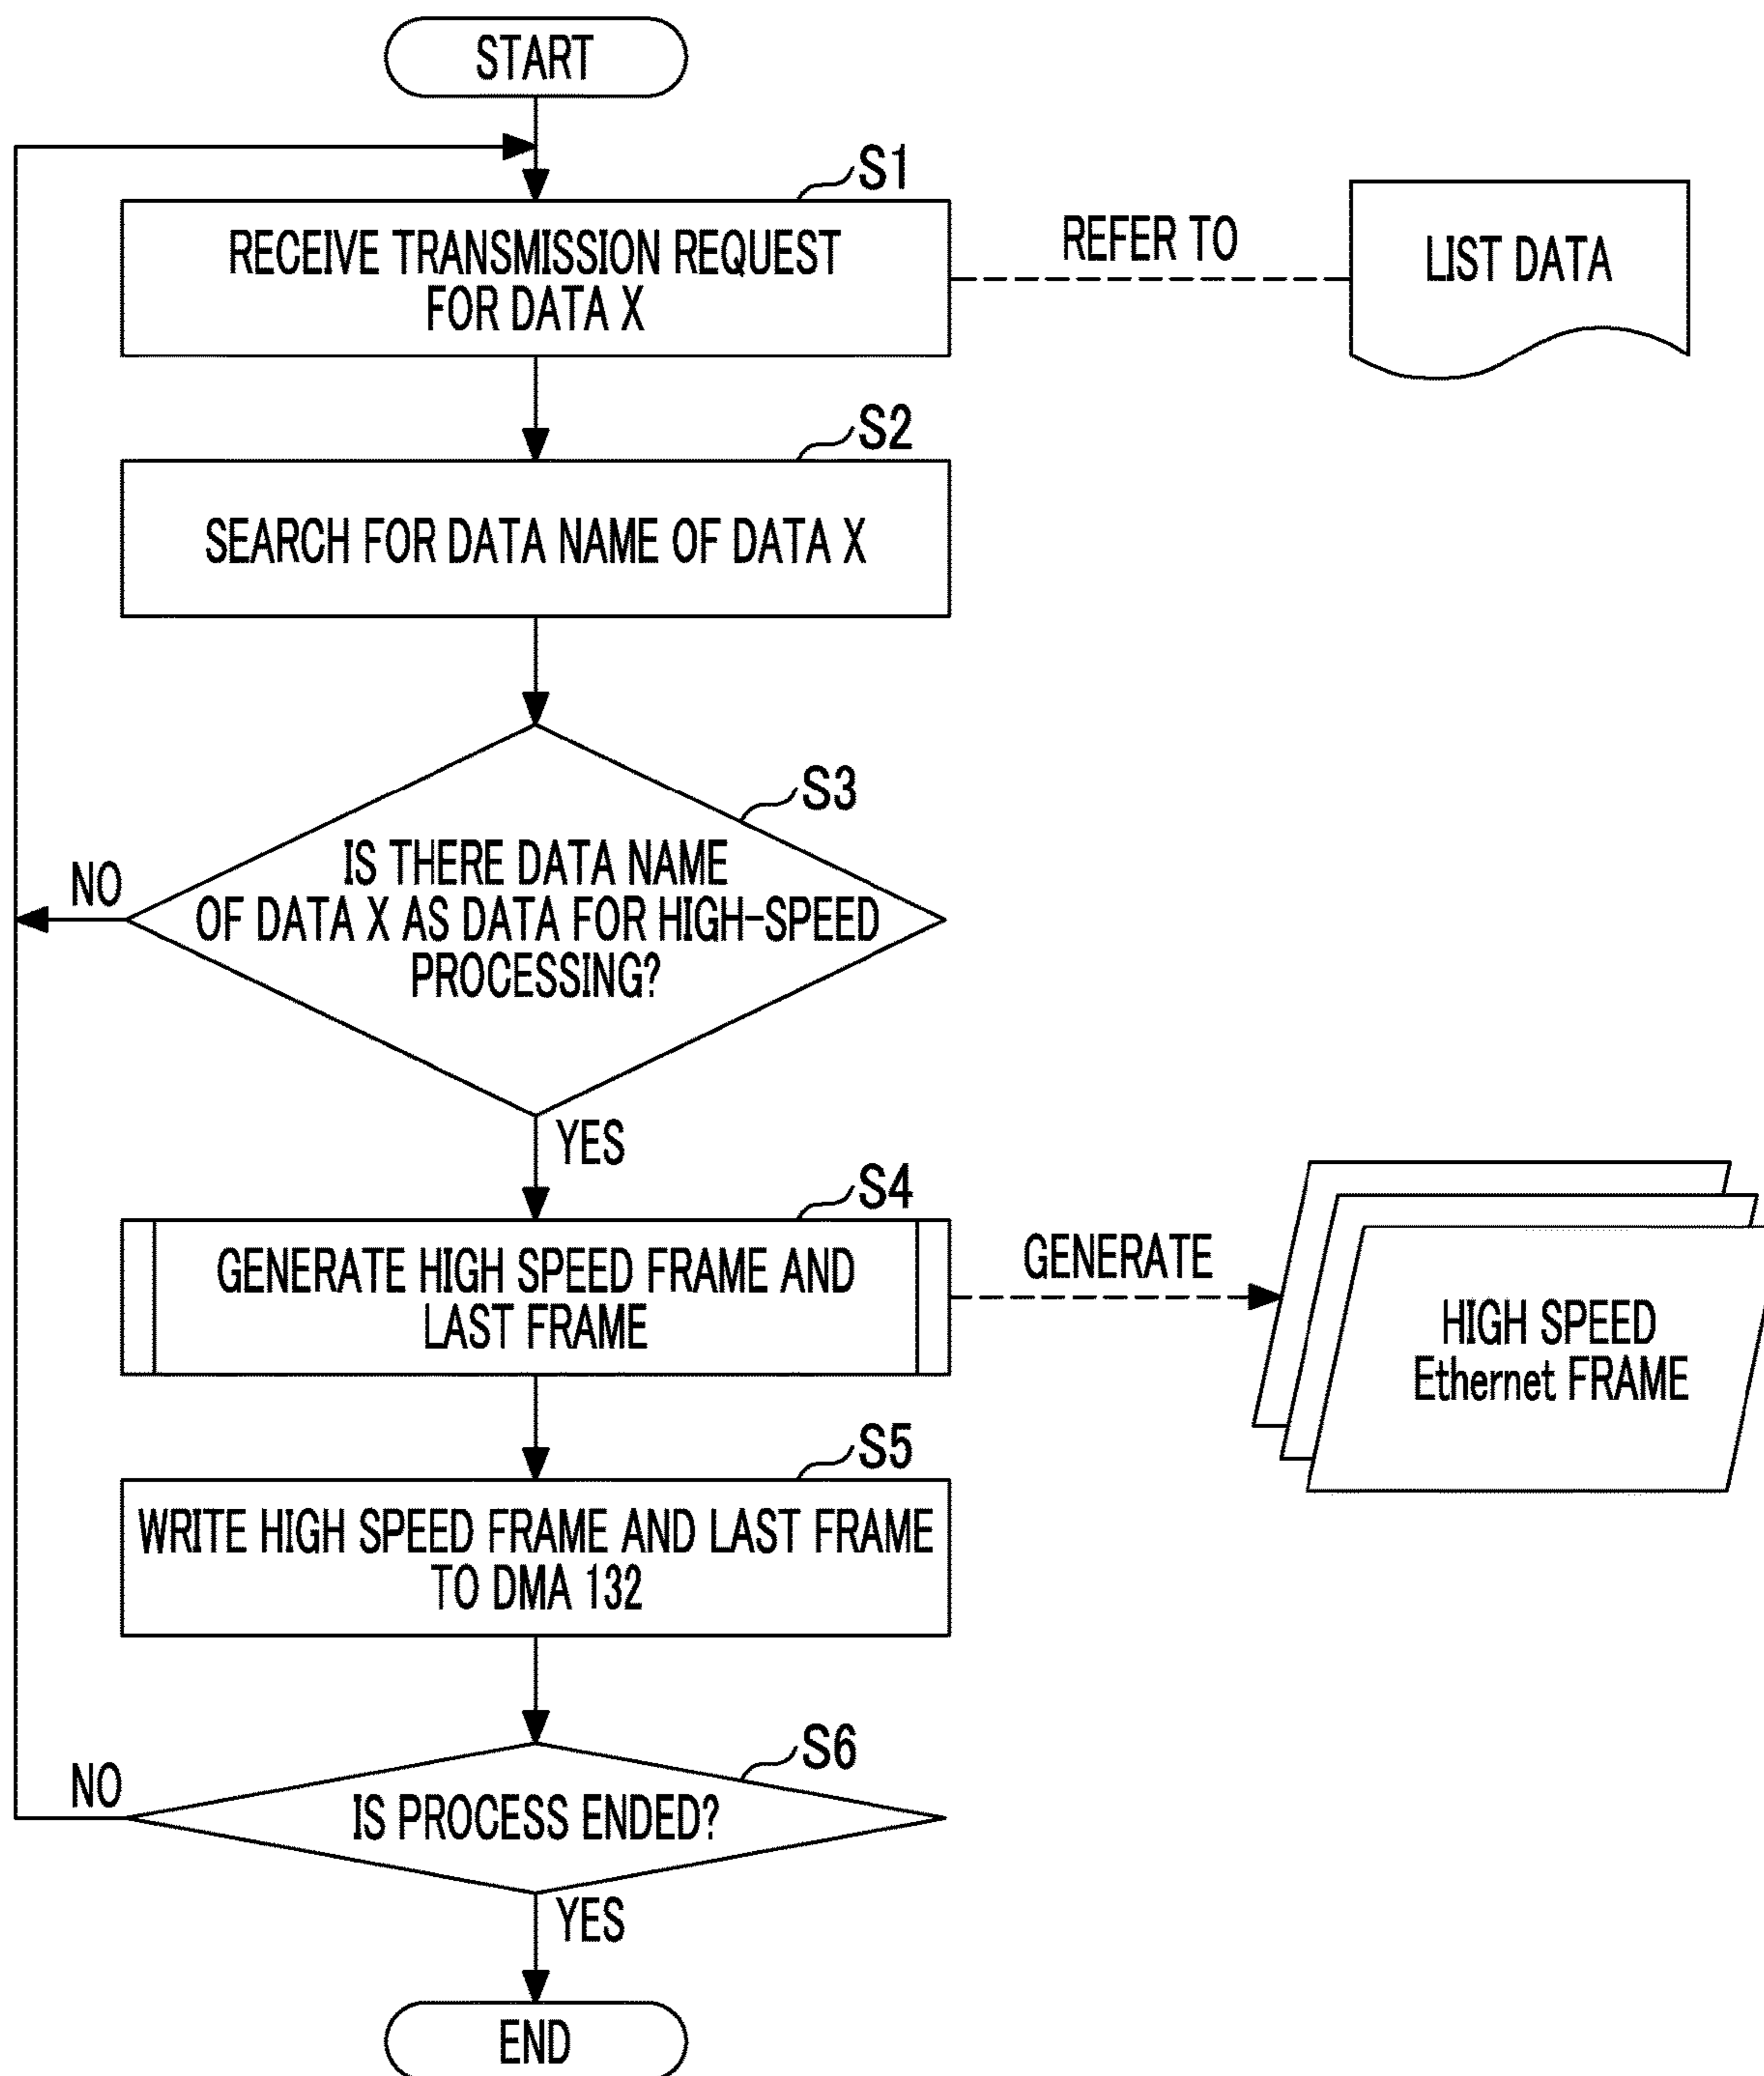 START
S1
RECEIVE TRANSMISSION REQUEST
FOR DATA X
REFER TO
LIST DATA
S2
SEARCH FOR DATA NAME OF DATA X
S3
IS THERE DATA NAME
OF DATA X AS DATA FOR HIGH-SPEED
PROCESSING?
NO
YES
S4
GENERATE HIGH SPEED FRAME AND
LAST FRAME
GENERATE
HIGH SPEED
Ethernet FRAME
S5
WRITE HIGH SPEED FRAME AND LAST FRAME
TO DMA 132
S6
IS PROCESS ENDED?
NO
YES
END